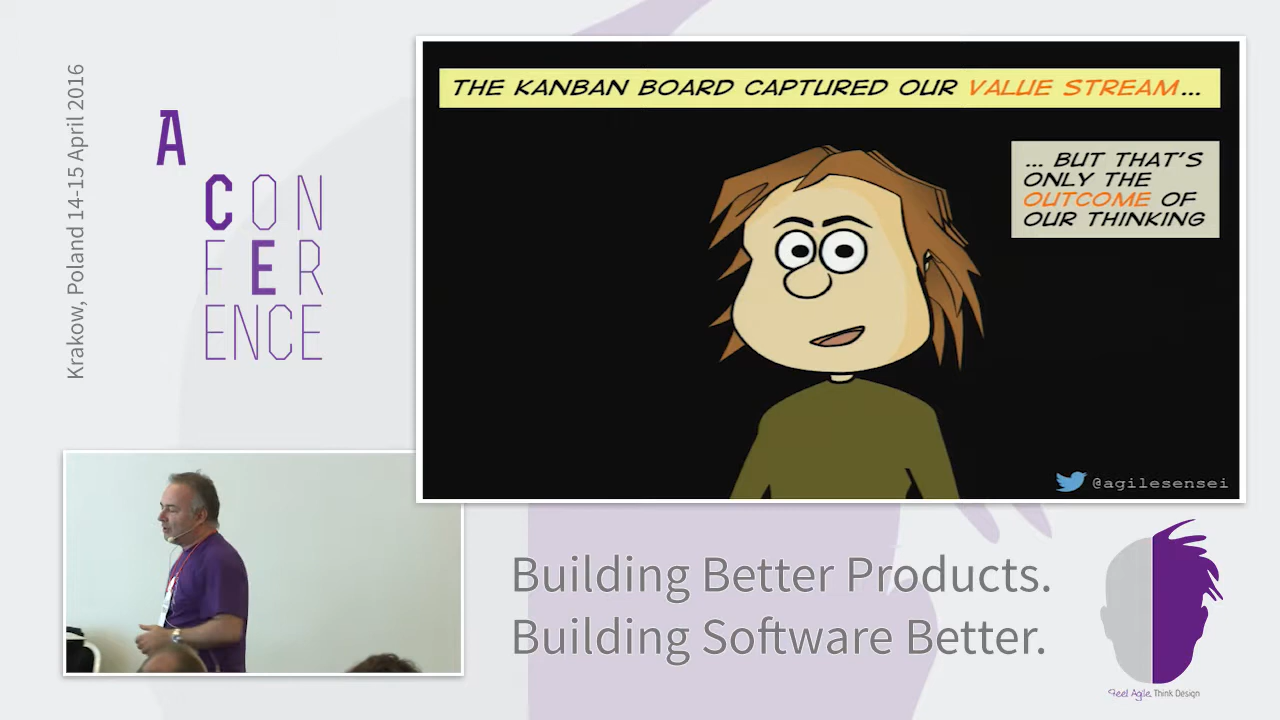 Krakow, Poland 14-15 April 2016
A
CON
FER
ENCE
THE KANBAN BOARD CAPTURED OUR VALUE STREAM...
... BUT THAT'S
ONLY THE
OUTCOME OF
OUR THINKING
@agilesensei
Building Better Products.
Building Software Better.
Feel Agile. Think Design